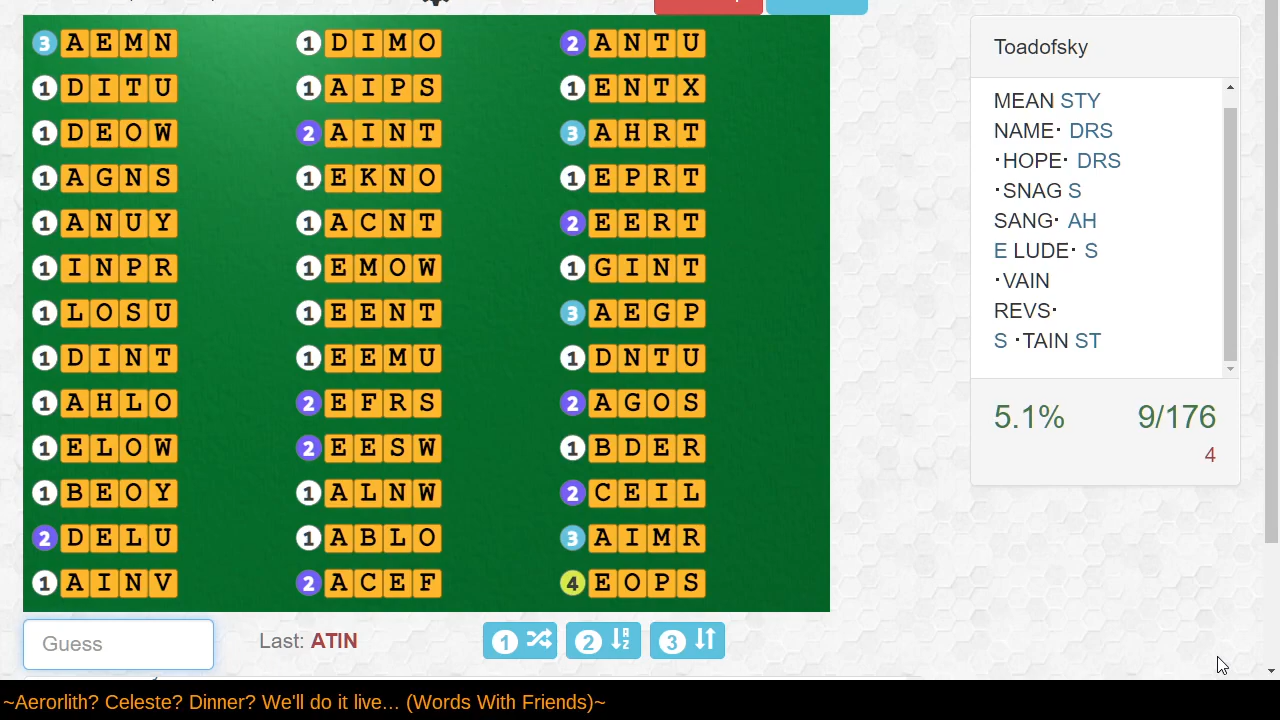 3 AEMN 1 DIMO 2 ANTU
1 DITU 1 AIPS 1 ENTX
1 DEOW 2 AINT 3 AHRT
1 AGNS 1 EKNO 1 EPRT
1 ANUY 1 ACNT 2 EERT
1 INPR 1 EMOW 1 GINT
1 LOSU 1 EENT 3 AEGP
1 DINT 1 EEMU 1 DNTU
1 AHLO 2 EFRS 2 AGOS
1 ELOW 2 EESW 1 BDER
1 BEOY 1 ALNW 2 CEIL
2 DELU 1 ABLO 3 AIMR
1 AINV 2 ACEF 4 EOPS
Guess
Last: ATIN
1
2 A Z
3
Toadofsky
MEAN STY
NAME· DRS
·HOPE· DRS
·SNAG S
SANG· AH
E LUDE· S
·VAIN
REVS·
S ·TAIN ST
5.1% 9/176
4
~Aerorlith? Celeste? Dinner? We'll do it live... (Words With Friends)~